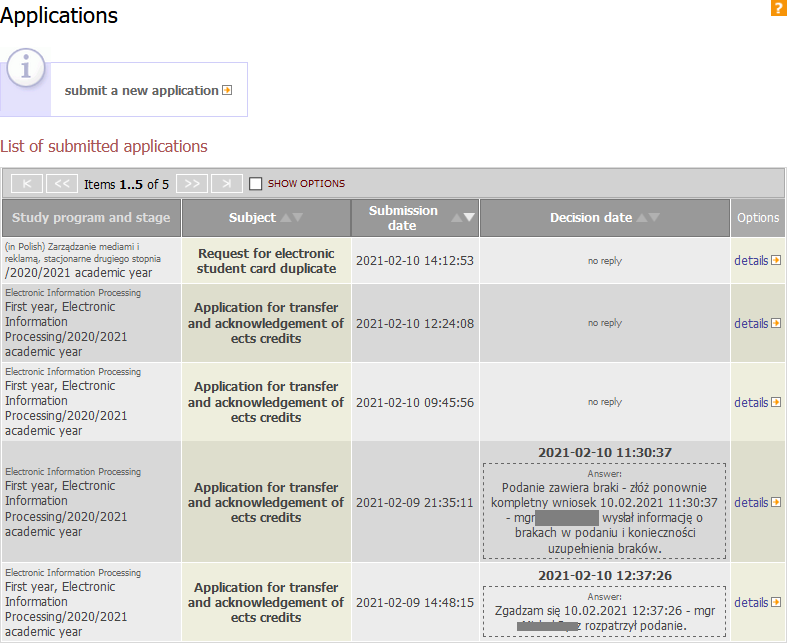 Applications
?
i
submit a new application
List of submitted applications
K << Items 1..5 of 5 >> >| SHOW OPTIONS
Study program and stage
Subject
Submission
date
Decision date
Options
(in Polish) Zarządzanie mediami i
reklamą, stacjonarne drugiego stopnia
/2020/2021 academic year
Request for electronic
student card duplicate
2021-02-10 14:12:53
no reply
details
Electronic Information Processing
First year, Electronic
Information
Processing/2020/2021
academic year
Application for transfer
and acknowledgement of
ects credits
2021-02-10 12:24:08
no reply
details
Electronic Information Processing
First year, Electronic
Information
Processing/2020/2021
academic year
Application for transfer
and acknowledgement of
ects credits
2021-02-10 09:45:56
no reply
details
Electronic Information Processing
First year, Electronic
Information
Processing/2020/2021
academic year
Application for transfer
and acknowledgement of
ects credits
2021-02-09 21:35:11
2021-02-10 11:30:37
Answer:
Podanie zawiera braki - złóż ponownie
kompletny wniosek 10.02.2021 11:30:37
- mgr wysłał informację o
brakach w podaniu i konieczności
uzupełnienia braków.
details
Electronic Information Processing
First year, Electronic
Information
Processing/2020/2021
academic year
Application for transfer
and acknowledgement of
ects credits
2021-02-09 14:48:15
2021-02-10 12:37:26
Answer:
Zgadzam się 10.02.2021 12:37:26 - mgr
rozpatrzył podanie.
details